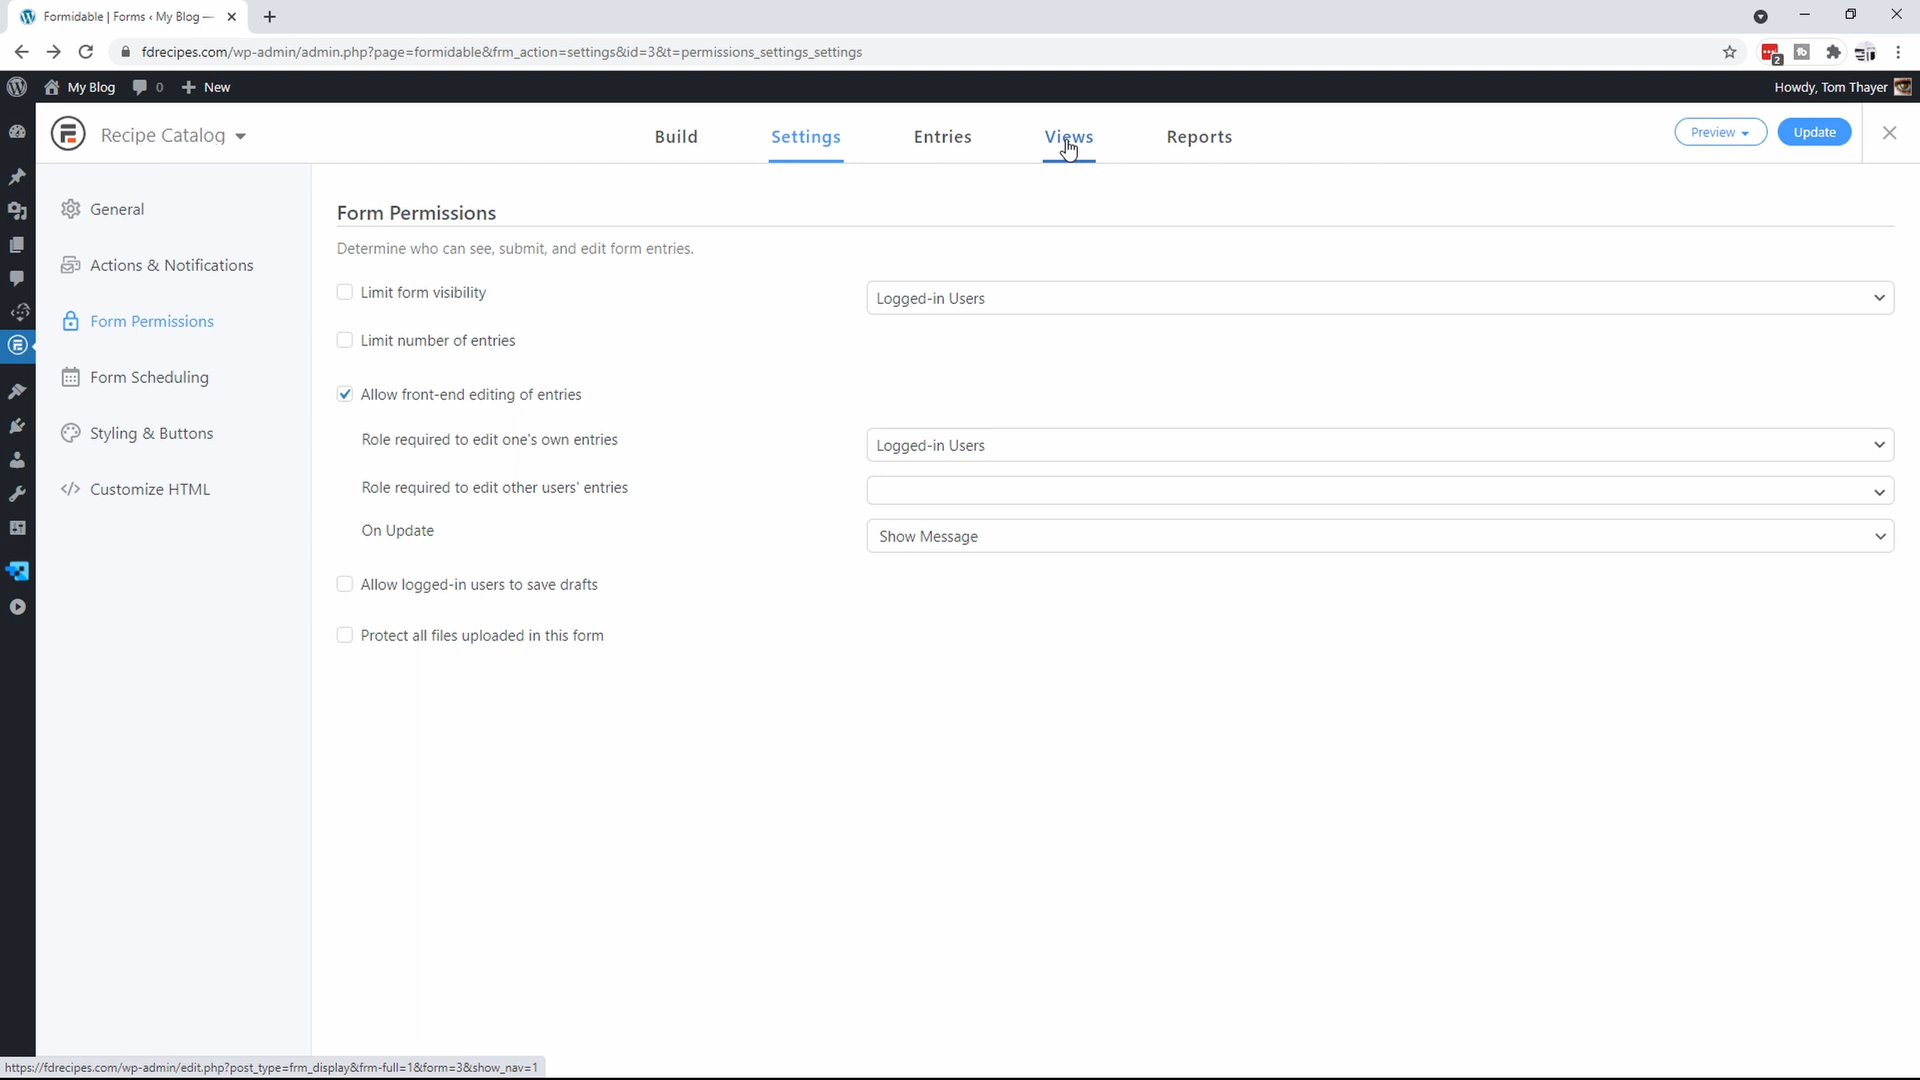 Formidable | Forms ‹ My Blog —
fdrecipes.com/wp-admin/admin.php?page=formidable&frm_action=settings&id=3&t=permissions_settings_settings
2
My Blog 0 New
Howdy, Tom Thayer
Recipe Catalog
Build Settings Entries Views Reports
Preview Update
General
Actions & Notifications
Form Permissions
Form Scheduling
Styling & Buttons
Customize HTML
Form Permissions
Determine who can see, submit, and edit form entries.
Limit form visibility Logged-in Users
Limit number of entries
Allow front-end editing of entries
Role required to edit one's own entries Logged-in Users
Role required to edit other users' entries
On Update Show Message
Allow logged-in users to save drafts
Protect all files uploaded in this form
https://fdrecipes.com/wp-admin/edit.php?post_type=frm_display&frm-full=1&form=3&show_nav=1